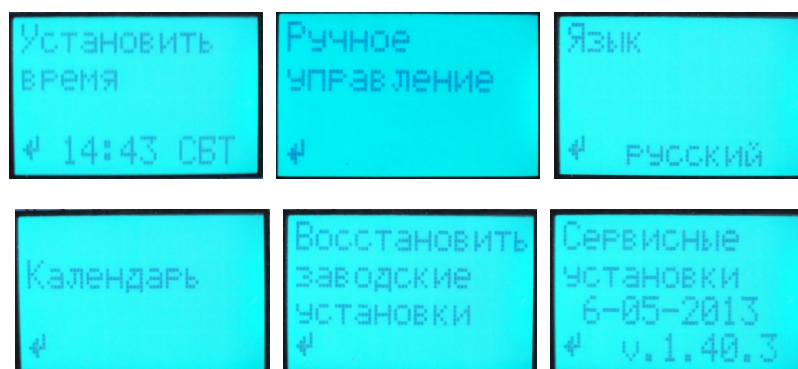 Установить
время
↵ 14:43 СБТ
Ручное
управление
↵
Язык
↵ русский
Календарь
↵
Восстановить
заводские
установки
↵
Сервисные
установки
6-05-2013
↵ v.1.40.3